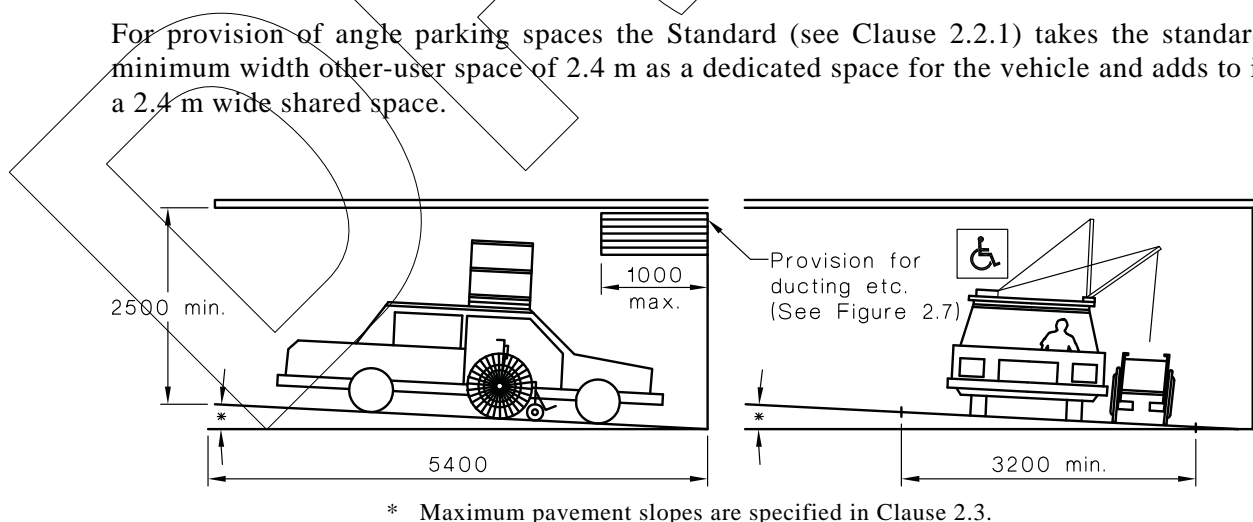 For provision of angle parking spaces the Standard (see Clause 2.2.1) takes the standar
minimum width other-user space of 2.4 m as a dedicated space for the vehicle and adds to i
a 2.4 m wide shared space.
2500 min.
1000
max.
Provision for
ducting etc.
(See Figure 2.7)
*
*
5400
3200 min.
* Maximum pavement slopes are specified in Clause 2.3.